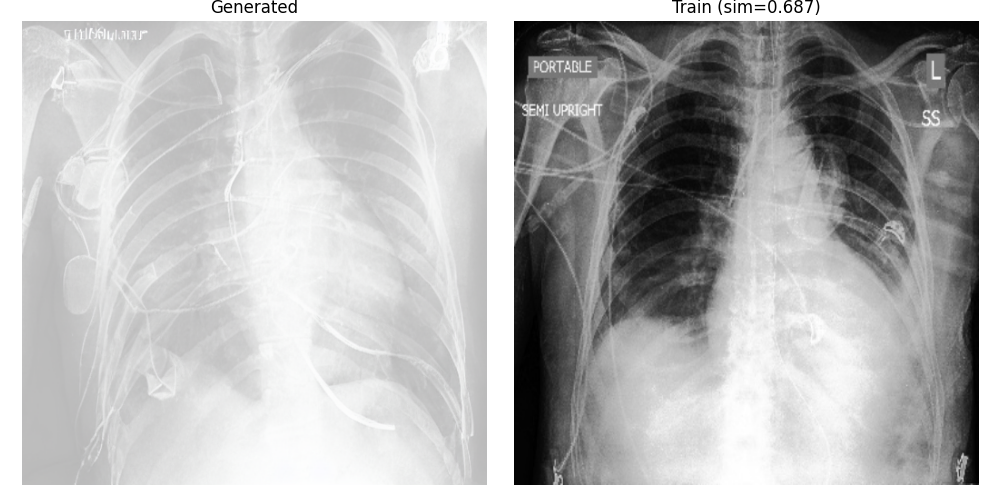 Generated
Train (sim=0.687)
PORTABLE
L
SEMI UPRIGHT
SS